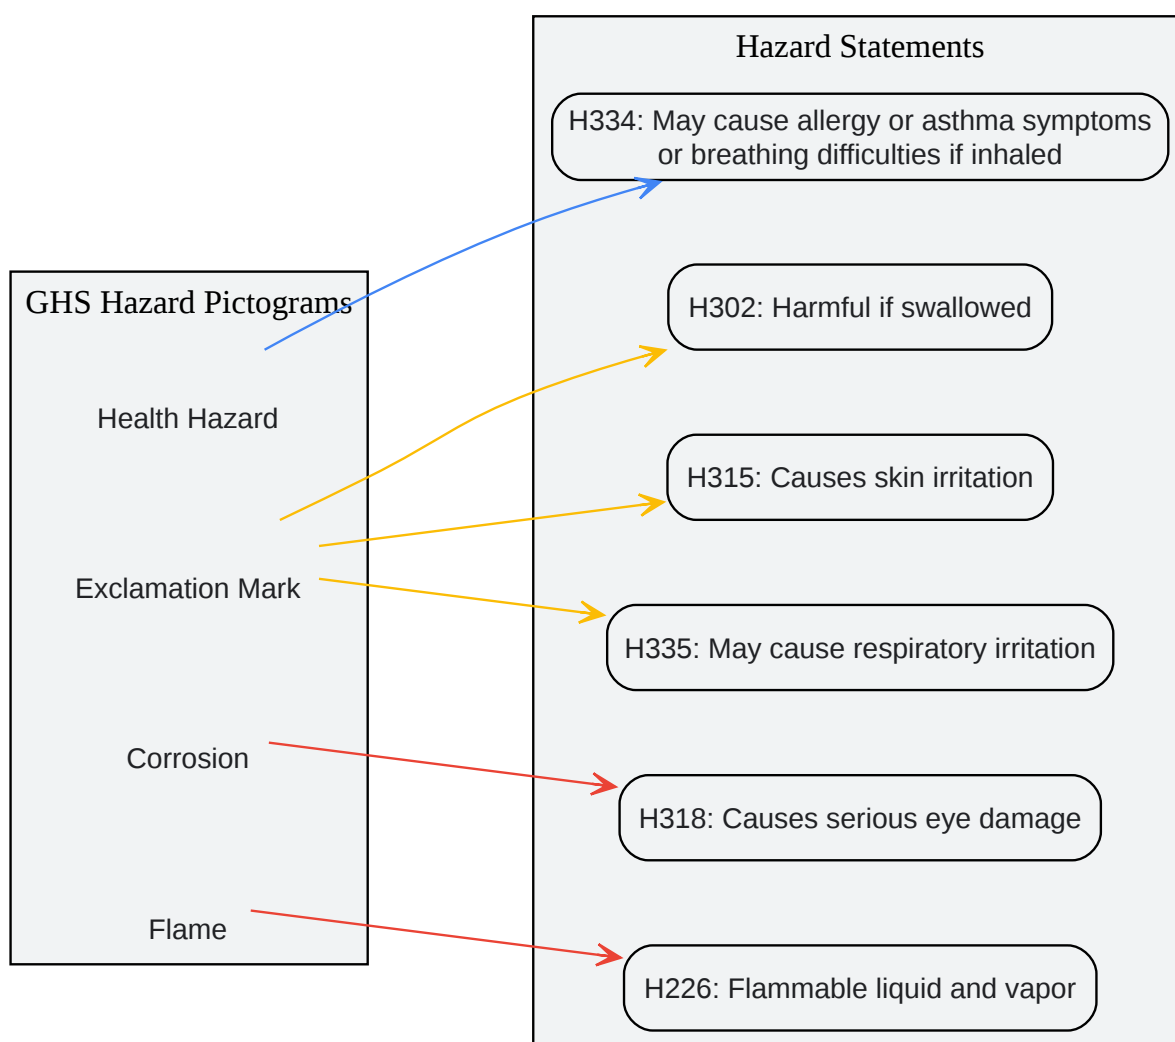 Hazard Statements
H334: May cause allergy or asthma symptoms
or breathing difficulties if inhaled
GHS Hazard Pictograms
H302: Harmful if swallowed
Health Hazard
H315: Causes skin irritation
Exclamation Mark
H335: May cause respiratory irritation
Corrosion
H318: Causes serious eye damage
Flame
H226: Flammable liquid and vapor